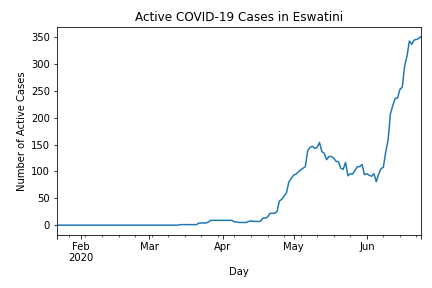 Active COVID-19 Cases in Eswatini
Number of Active Cases
350
300
250
200
150
100
50
0
Feb Mar Apr May Jun
2020
Day